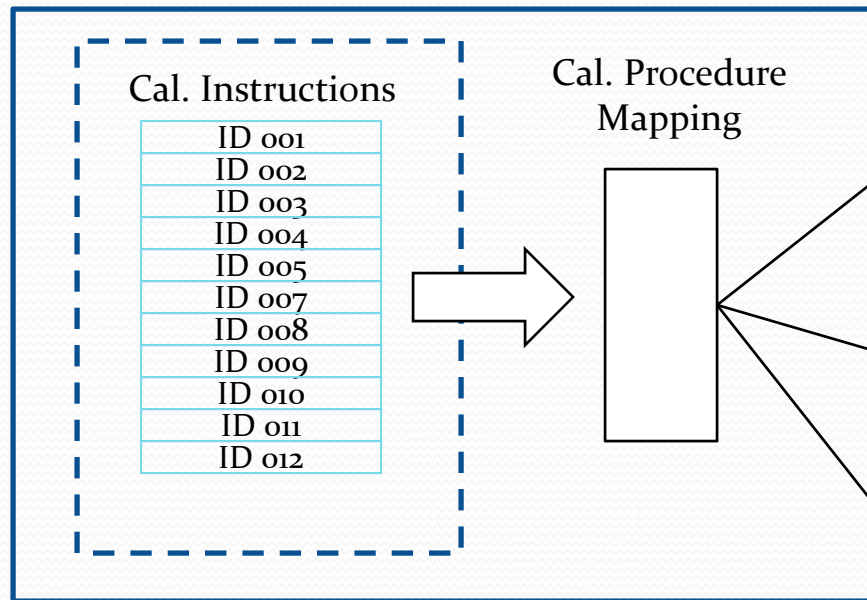 Cal. Instructions
ID 001
ID 002
ID 003
ID 004
ID 005
ID 007
ID 008
ID 009
ID 010
ID 011
ID 012
Cal. Procedure
Mapping